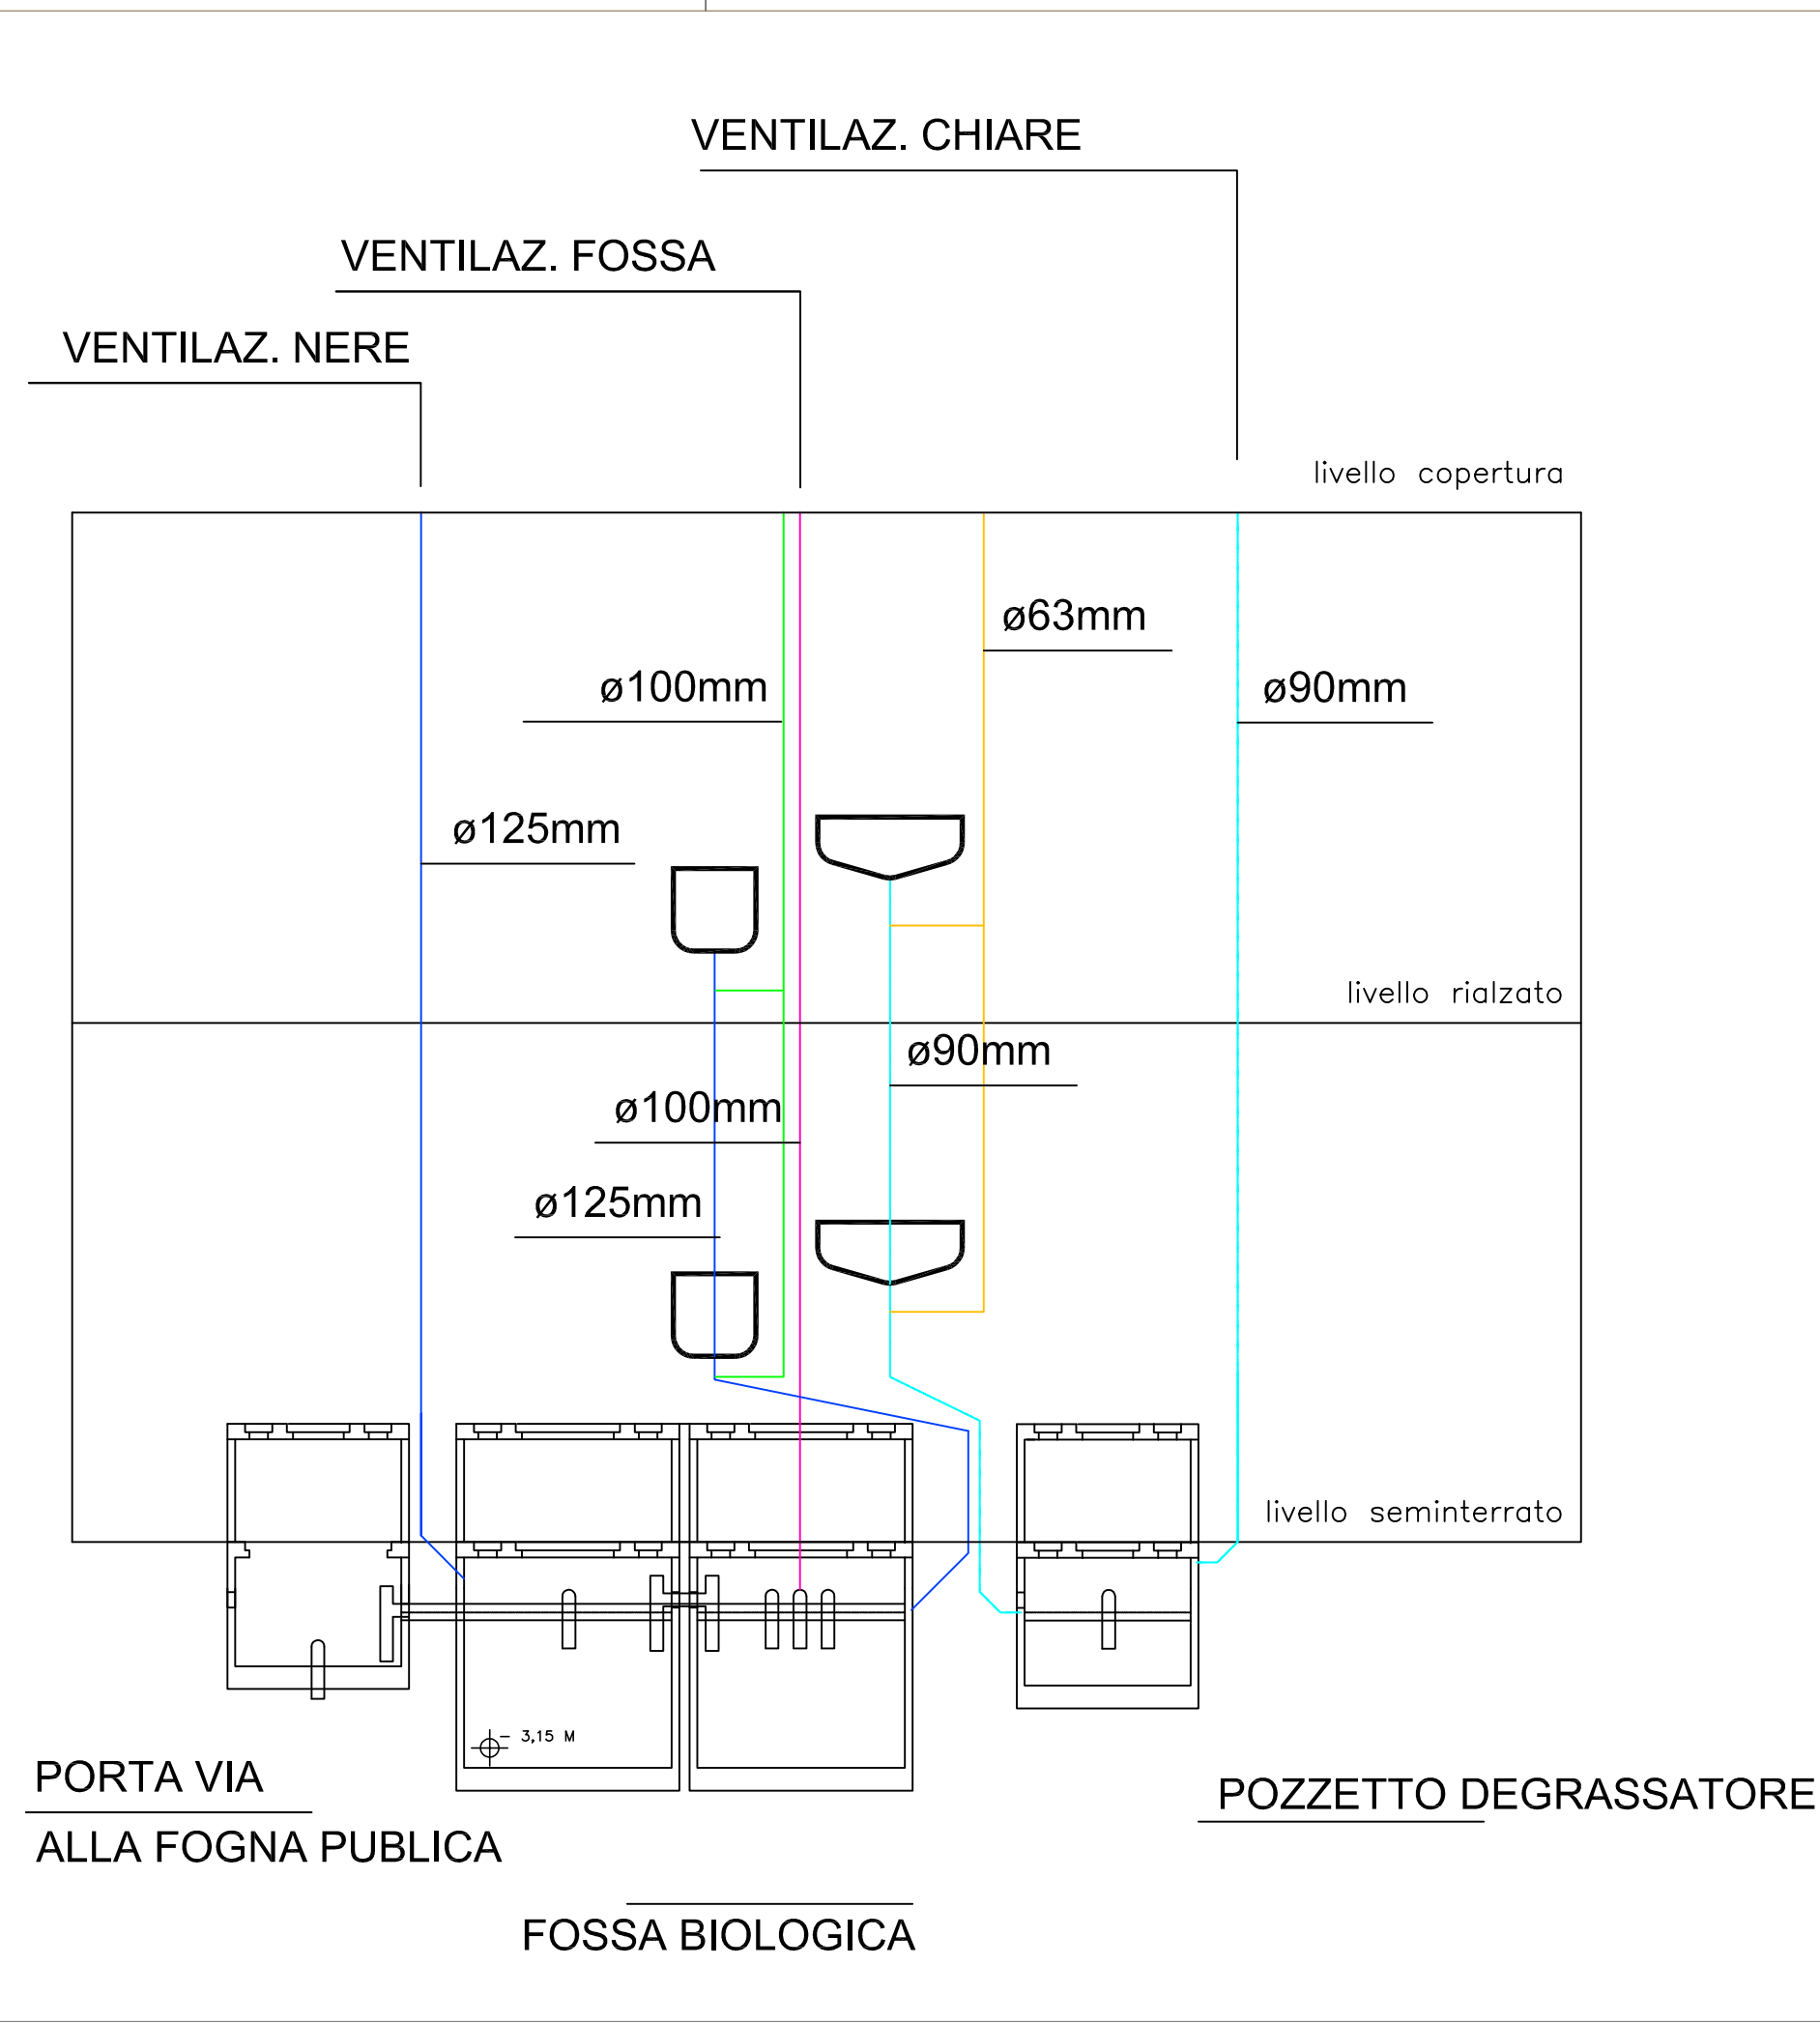 VENTILAZ. CHIARE
VENTILAZ. FOSSA
VENTILAZ. NERE
livello copertura
ø63mm
ø100mm
ø90mm
ø125mm
livello rialzato
ø90mm
ø100mm
ø125mm
livello seminterrato
- 3,15 M
PORTA VIA
ALLA FOGNA PUBLICA
POZZETTO DEGRASSATORE
FOSSA BIOLOGICA